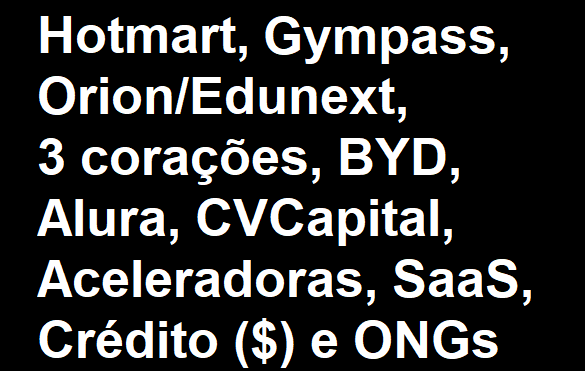 Hotmart, Gympass,
Orion/Edunext,
3 corações, BYD,
Alura, CVCapital,
Aceleradoras, SaaS,
Crédito ($) e ONGs